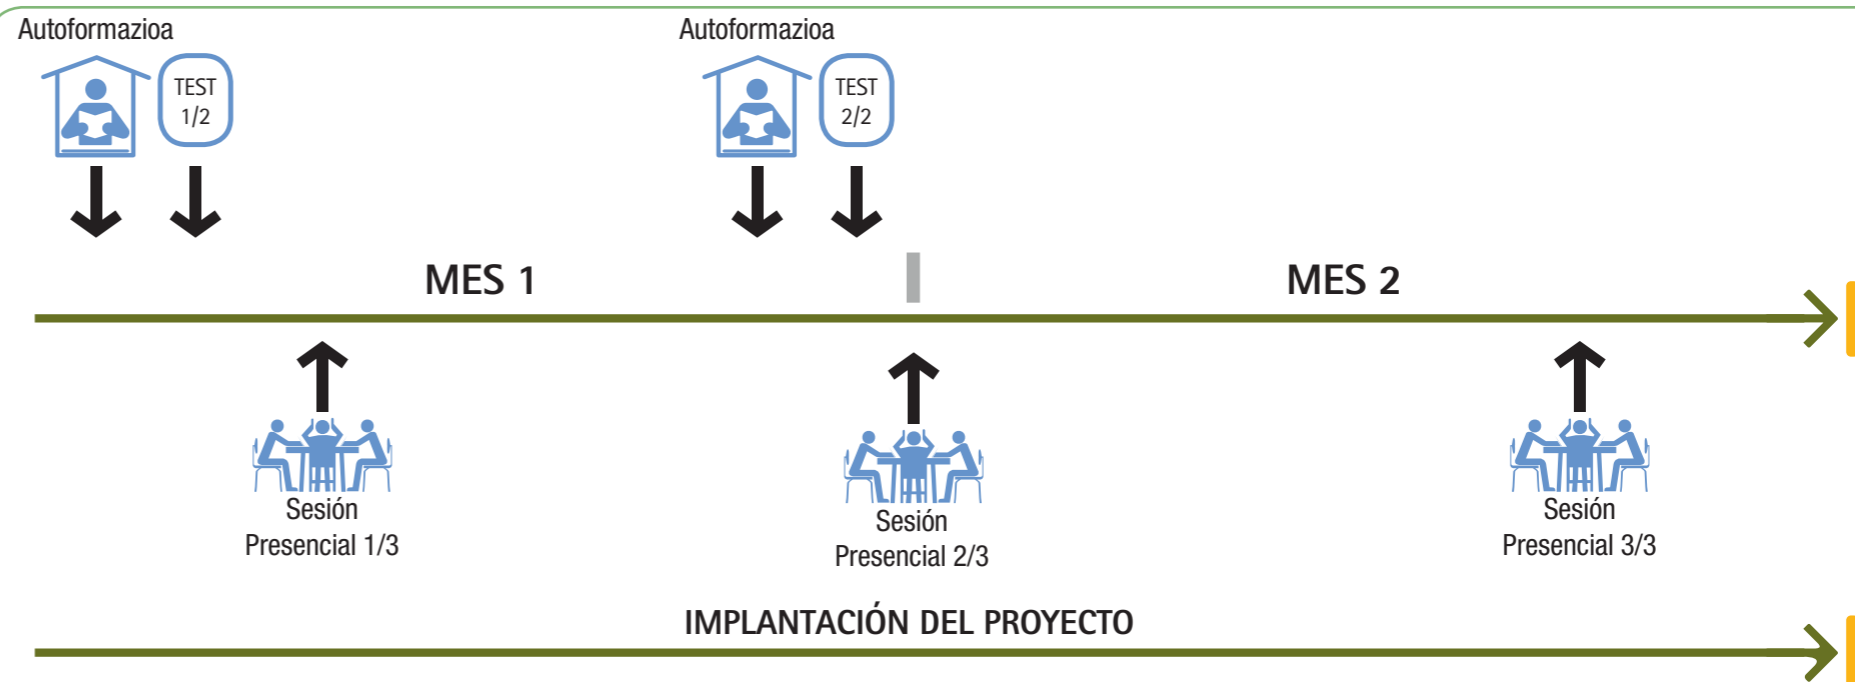 Autoformazioa
Autoformazioa
TEST
1/2
TEST
2/2
MES 1
MES 2
Sesión
Presencial 1/3
Sesión
Presencial 2/3
Sesión
Presencial 3/3
IMPLANTACIÓN DEL PROYECTO